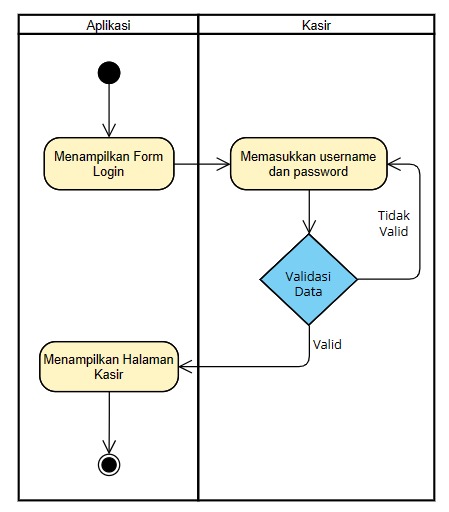 Aplikasi
Kasir
Menampilkan Form
Login
Memasukkan username
dan password
Tidak
Valid
Validasi
Data
Valid
Menampilkan Halaman
Kasir